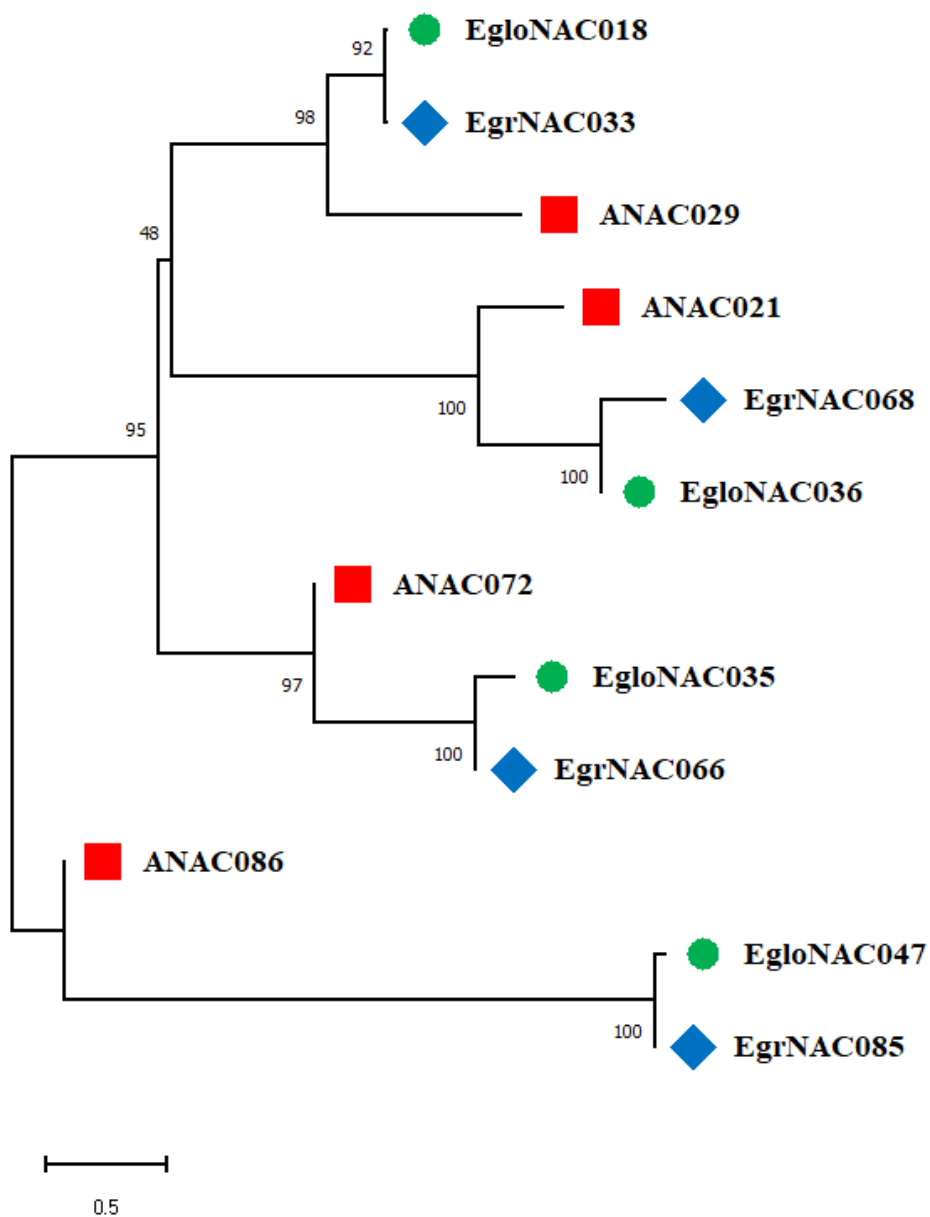 92
EgloNAC018
EgrNAC033
98
ANAC029
48
ANAC021
EgrNAC068
100
95
100
EgloNAC036
ANAC072
EgloNAC035
97
100
EgrNAC066
ANAC086
EgloNAC047
100
EgrNAC085
0.5